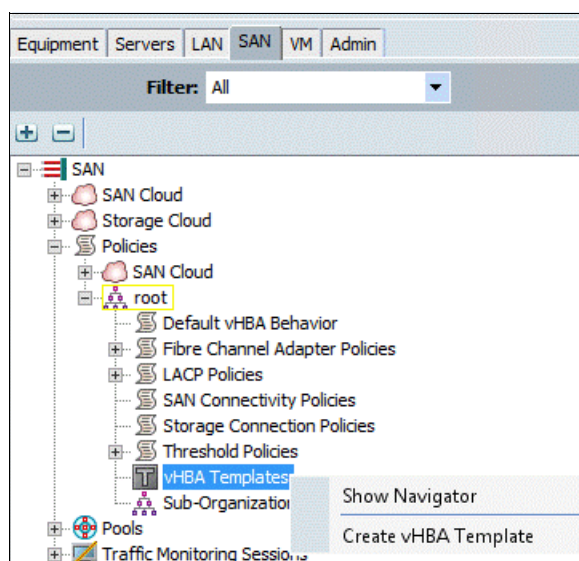 Equipment Servers LAN SAN VM Admin
Filter: All
SAN
SAN Cloud
Storage Cloud
Policies
SAN Cloud
root
Default vHBA Behavior
Fibre Channel Adapter Policies
LACP Policies
SAN Connectivity Policies
Storage Connection Policies
Threshold Policies
vHBA Templates
Show Navigator
Sub-Organization
Create vHBA Template
Pools
Traffic Monitoring Sessions